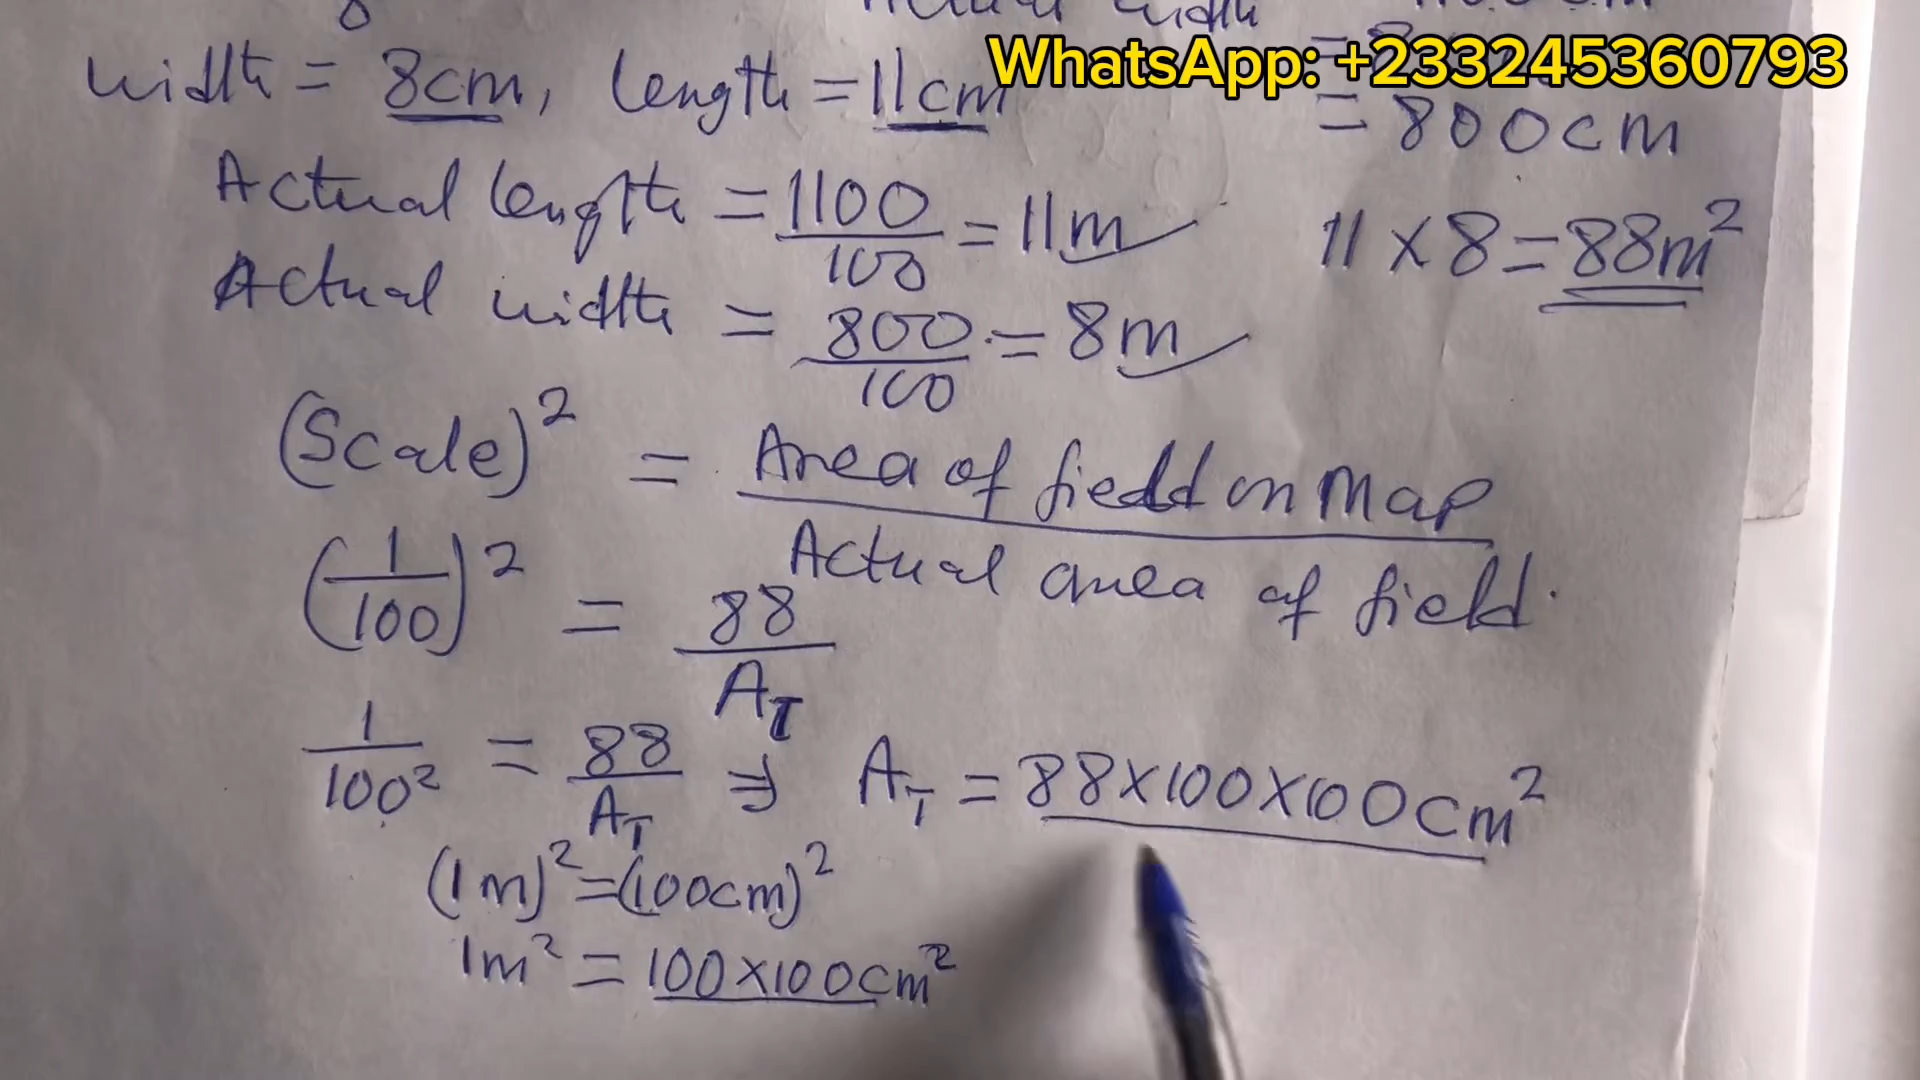 Actual width
width = 8cm, length = 11cm
WhatsApp: +233245360793
= 800cm
Actual length = 1100/100 = 11m
11 × 8 = 88m²
Actual width = 800/100 = 8m
(Scale)² = Area of field on Map / Actual area of field.
(1/100)² = 88/A_T
1/100² = 88/A_T ⇒ A_T = 88×100×100cm²
(1m)² = (100cm)²
1m² = 100×100cm²